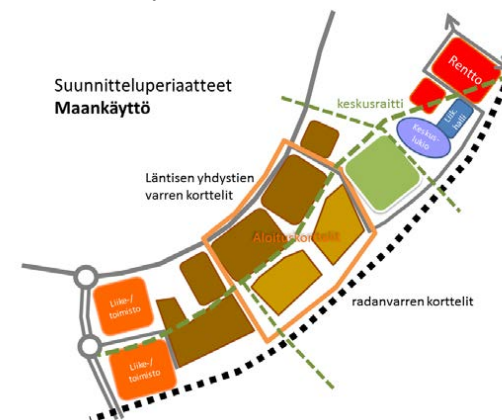 Suunnitteluperiaatteet
Maankäyttö
keskusraitti
Rentto
Liik.
halli
Keskus-
lukio
Läntisen yhdystien
varren korttelit
Aloituskorttelit
radanvarren korttelit
Liike-/
toimisto
Liike-/
toimisto